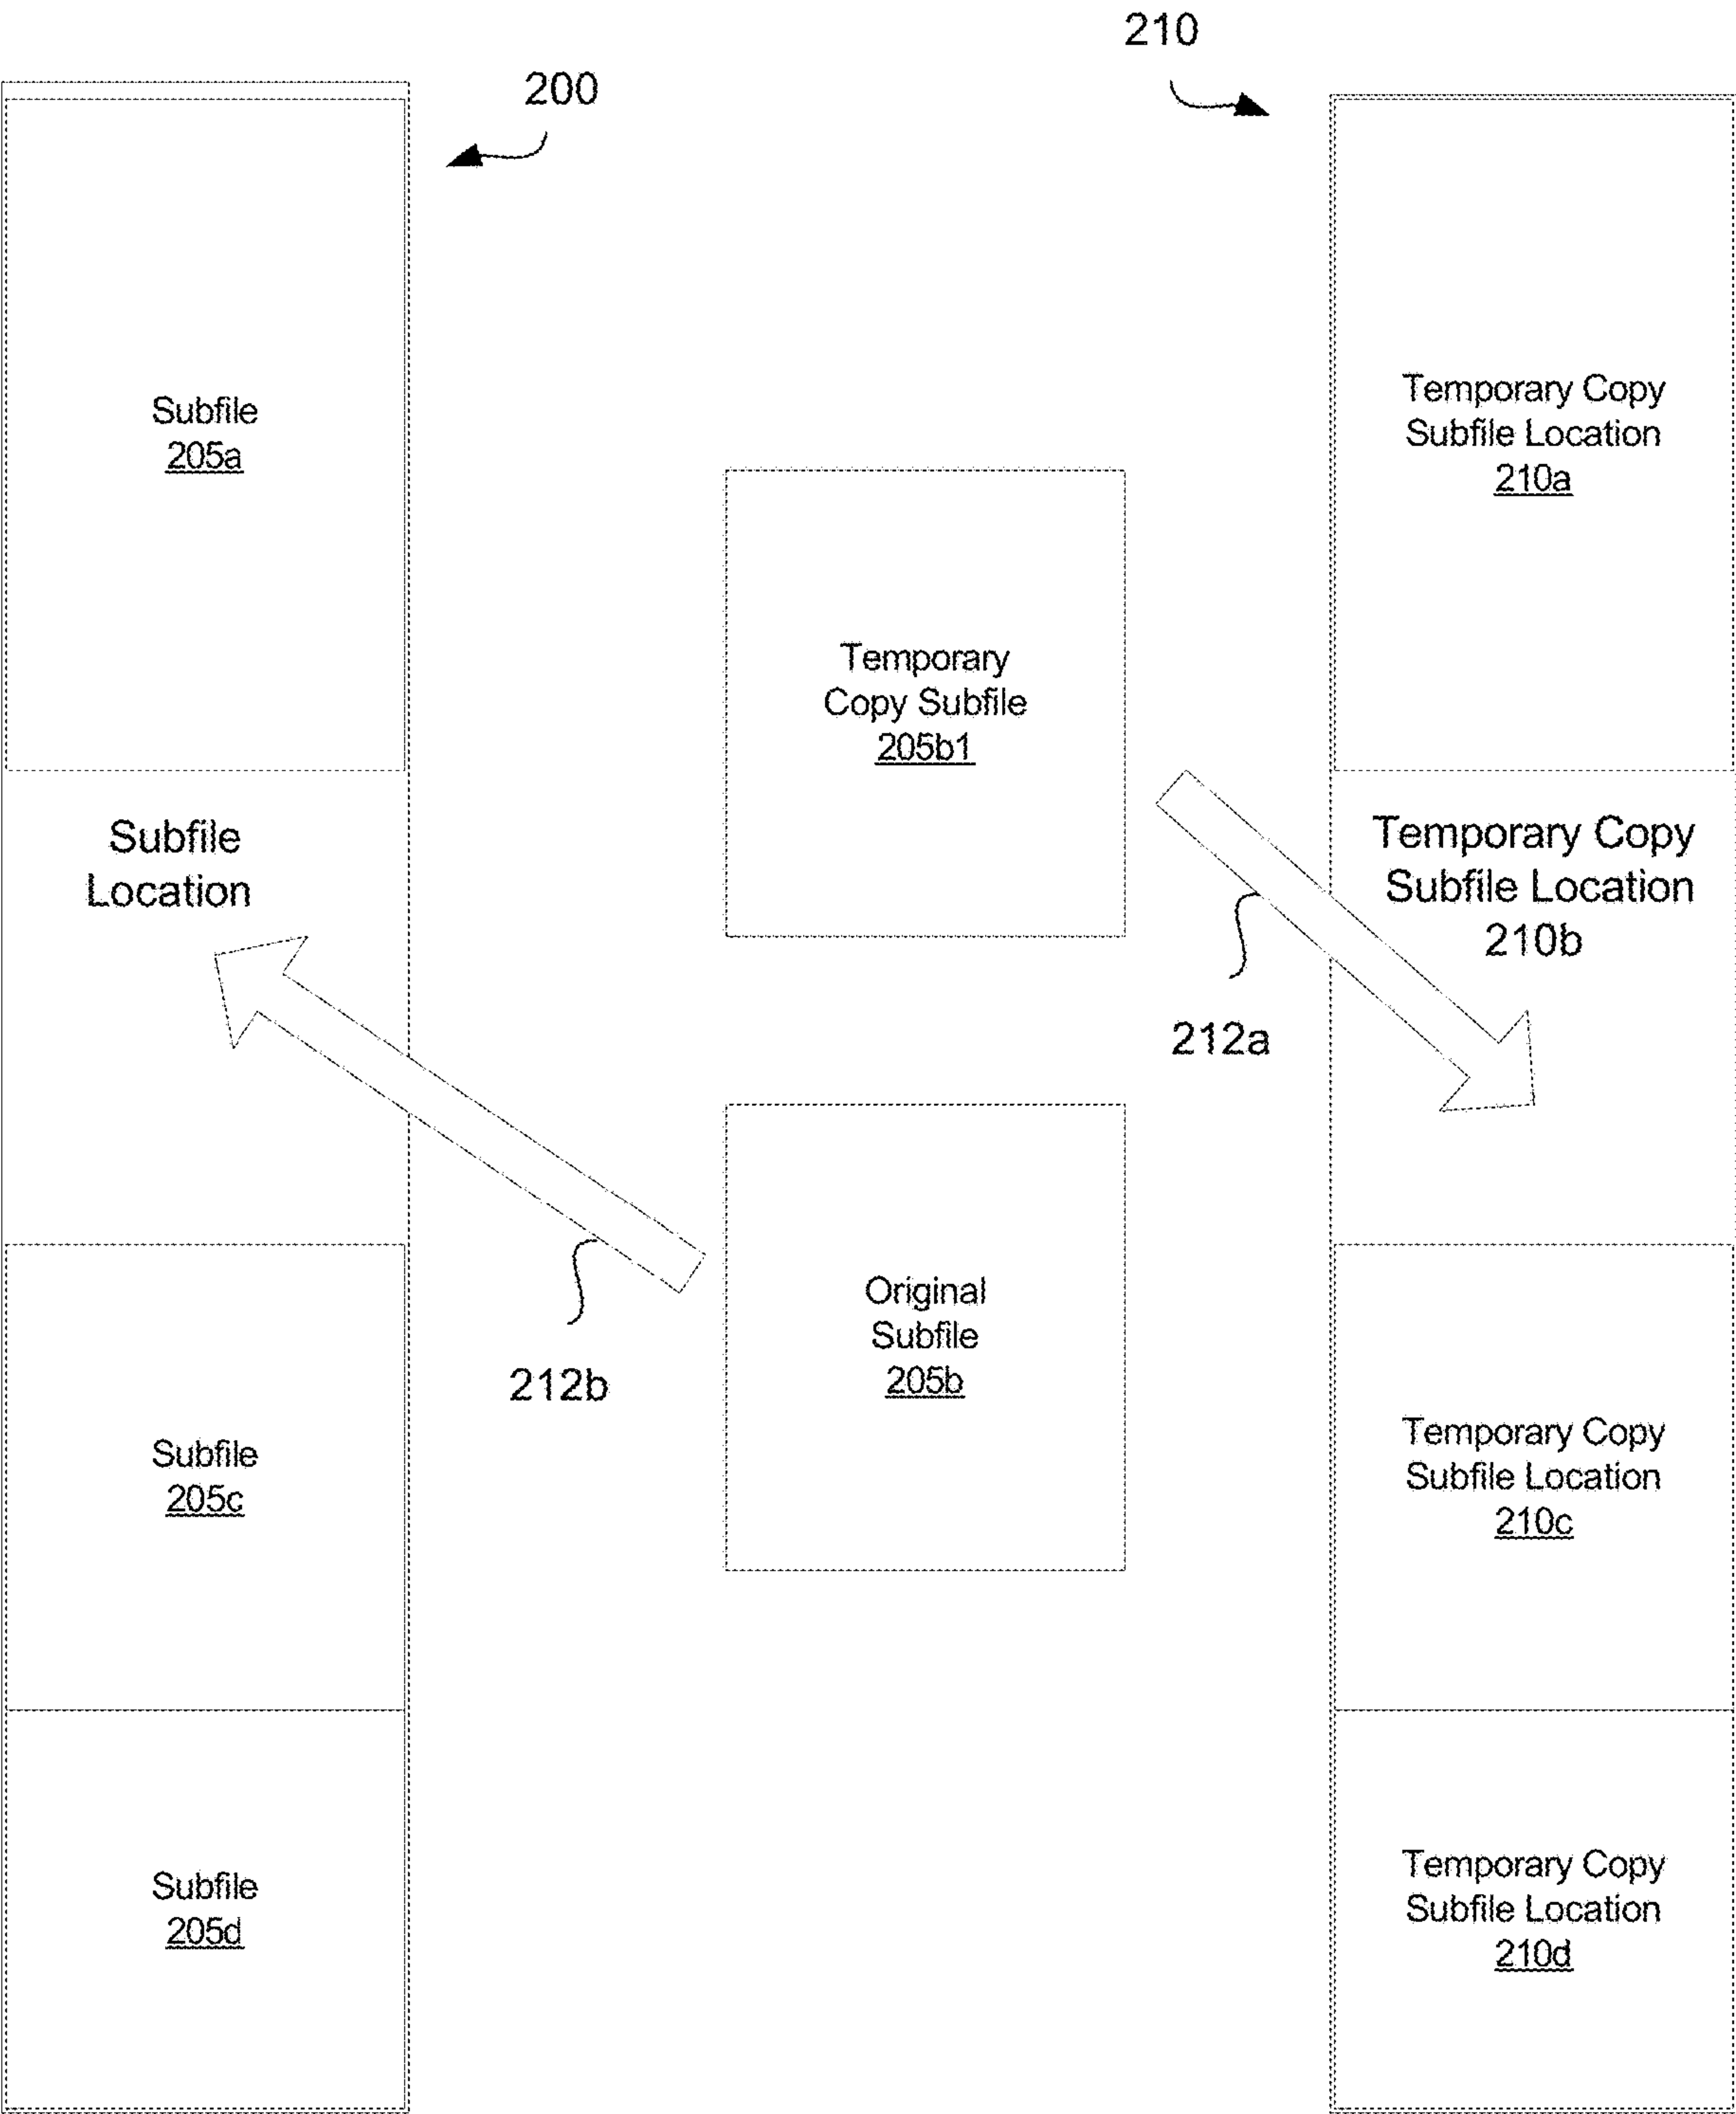 210
200
Subfile
205a
Temporary Copy
Subfile Location
210a
Temporary
Copy Subfile
205b1
Subfile
Location
Temporary Copy
Subfile Location
210b
212a
212b
Original
Subfile
205b
Subfile
205c
Temporary Copy
Subfile Location
210c
Subfile
205d
Temporary Copy
Subfile Location
210d